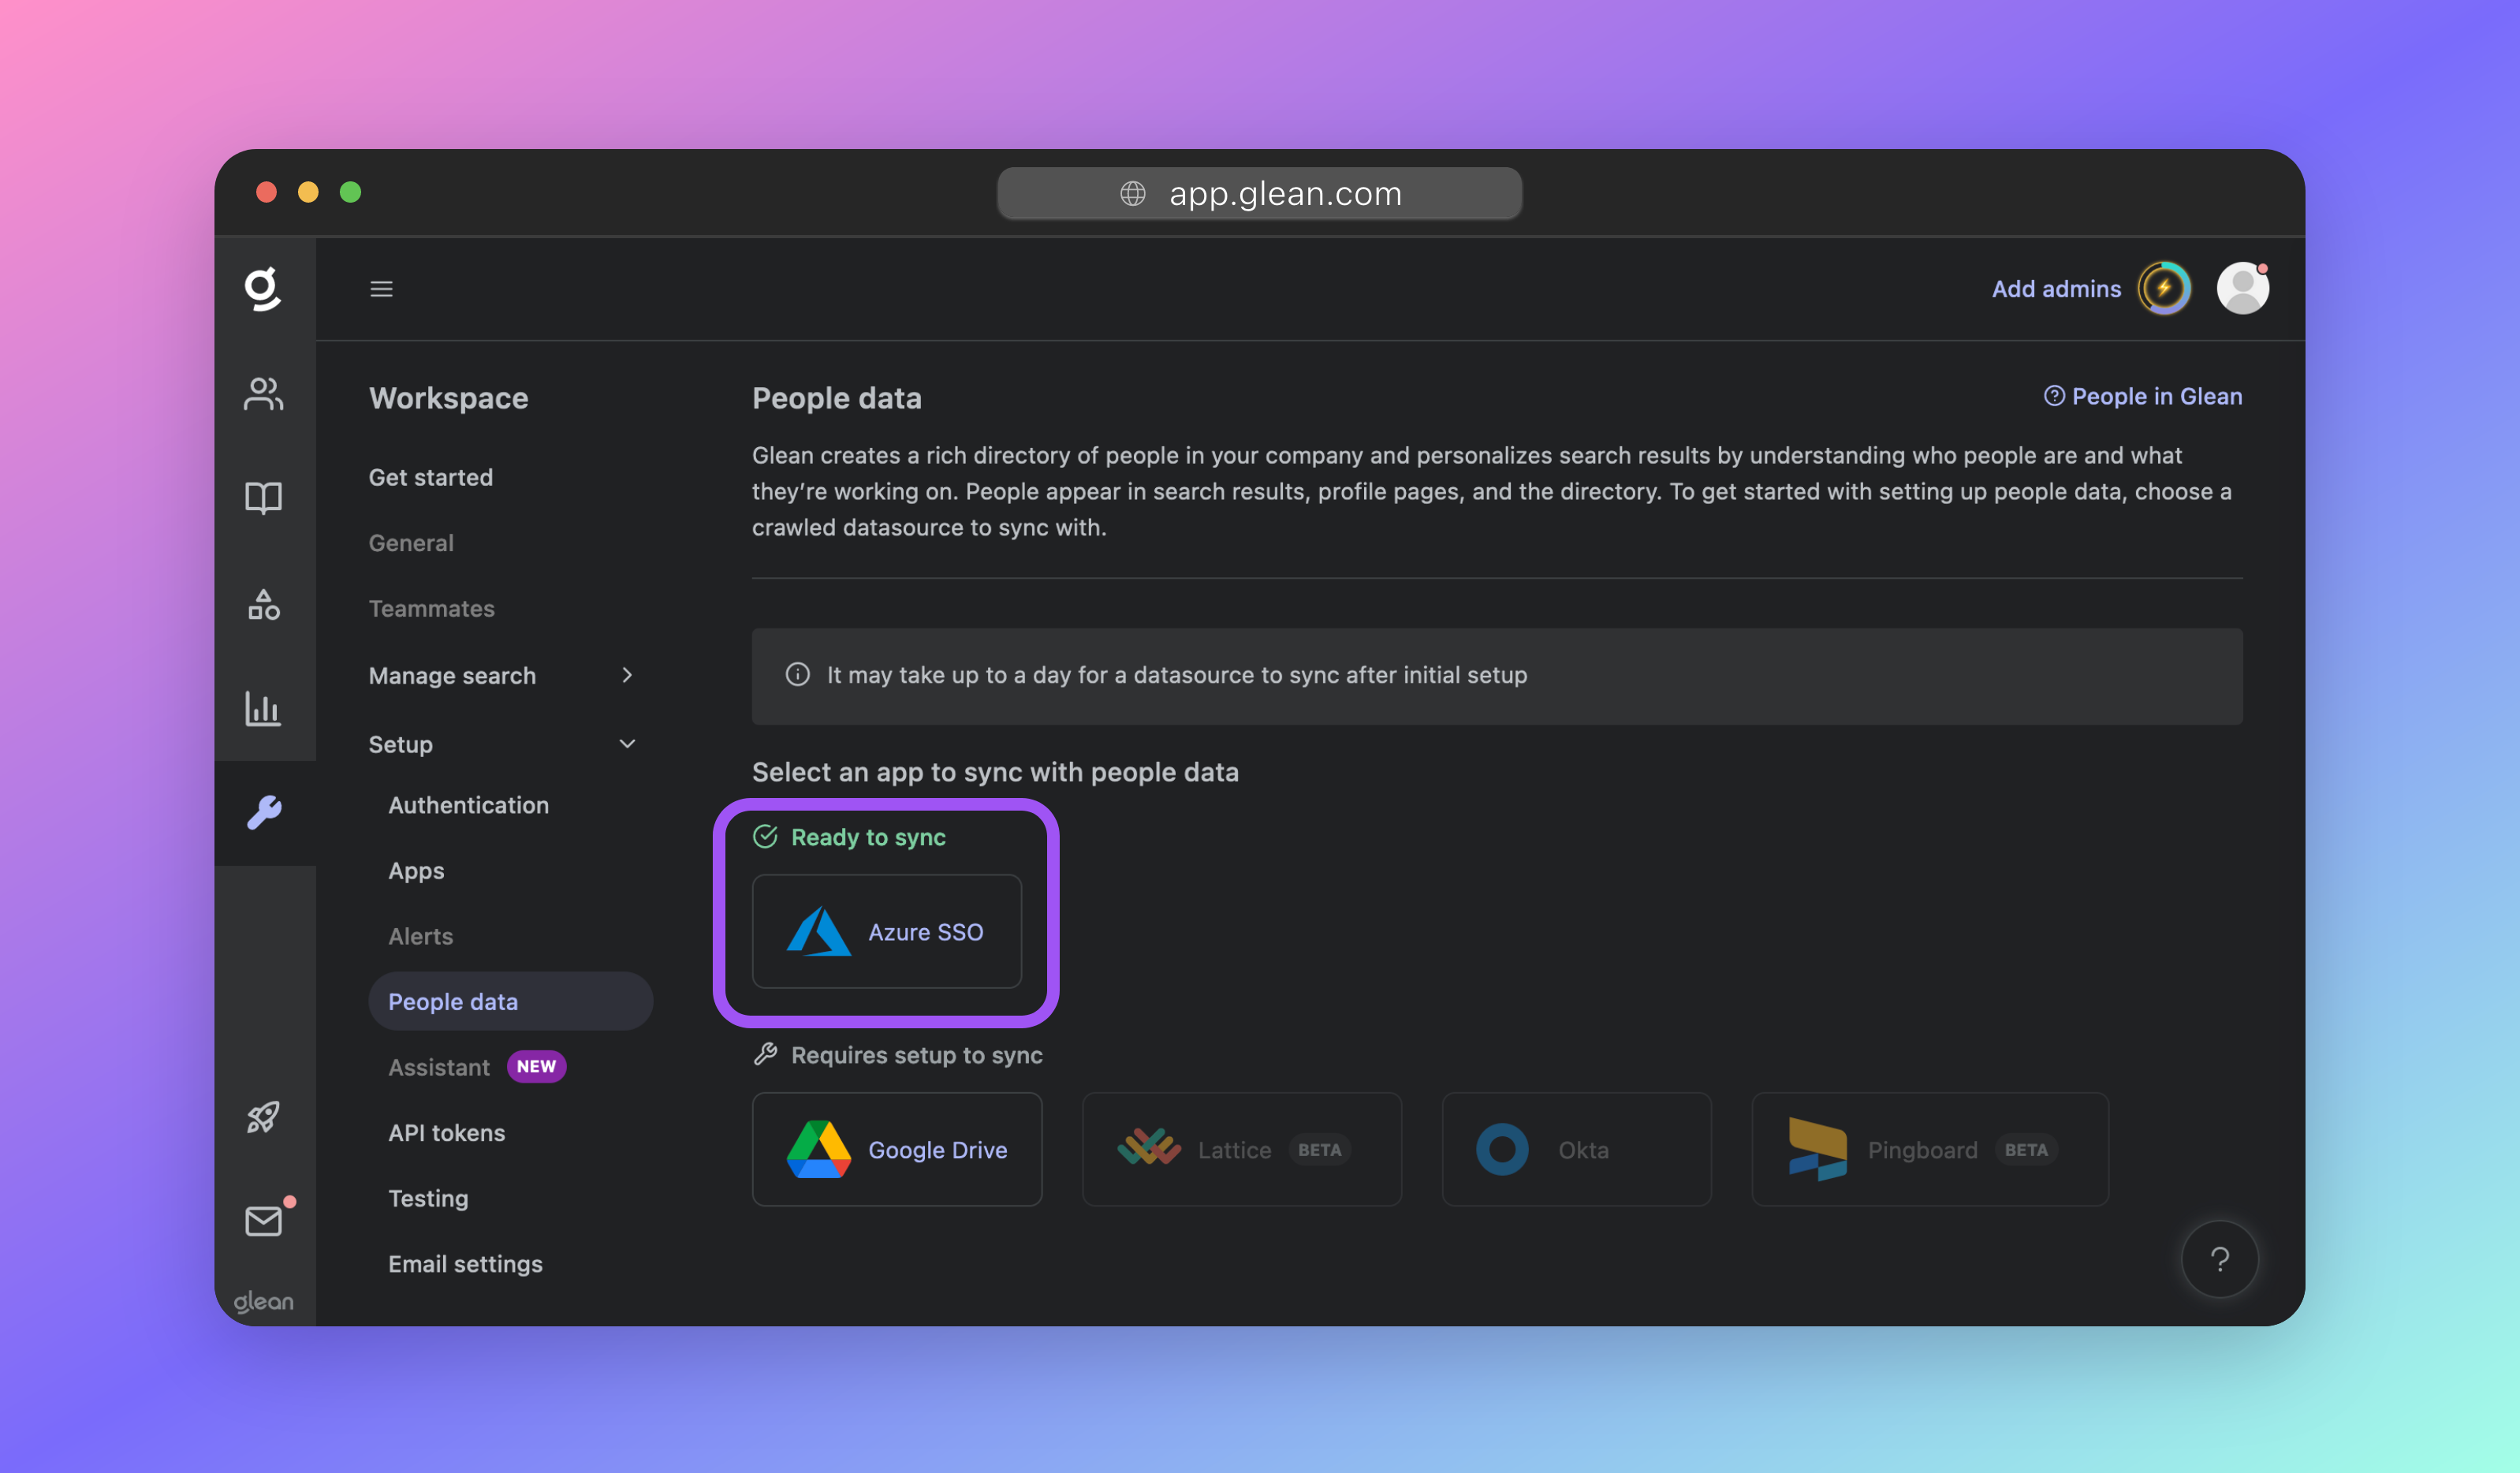 app.glean.com
Add admins
Workspace
Get started
General
Teammates
Manage search
Setup
Authentication
Apps
Alerts
People data
Assistant NEW
API tokens
Testing
Email settings
glean
People data
People in Glean
Glean creates a rich directory of people in your company and personalizes search results by understanding who people are and what
they’re working on. People appear in search results, profile pages, and the directory. To get started with setting up people data, choose a
crawled datasource to sync with.
It may take up to a day for a datasource to sync after initial setup
Select an app to sync with people data
Ready to sync
Azure SSO
Requires setup to sync
Google Drive
Lattice BETA
Okta
Pingboard BETA
?